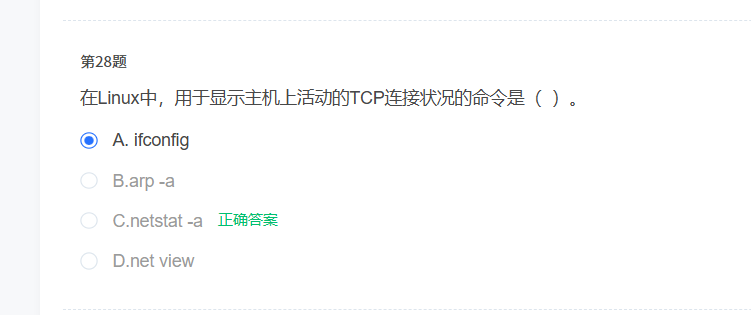 第28题
在Linux中，用于显示主机上活动的TCP连接状况的命令是（ ）。
A. ifconfig
B.arp -a
C.netstat -a 正确答案
D.net view